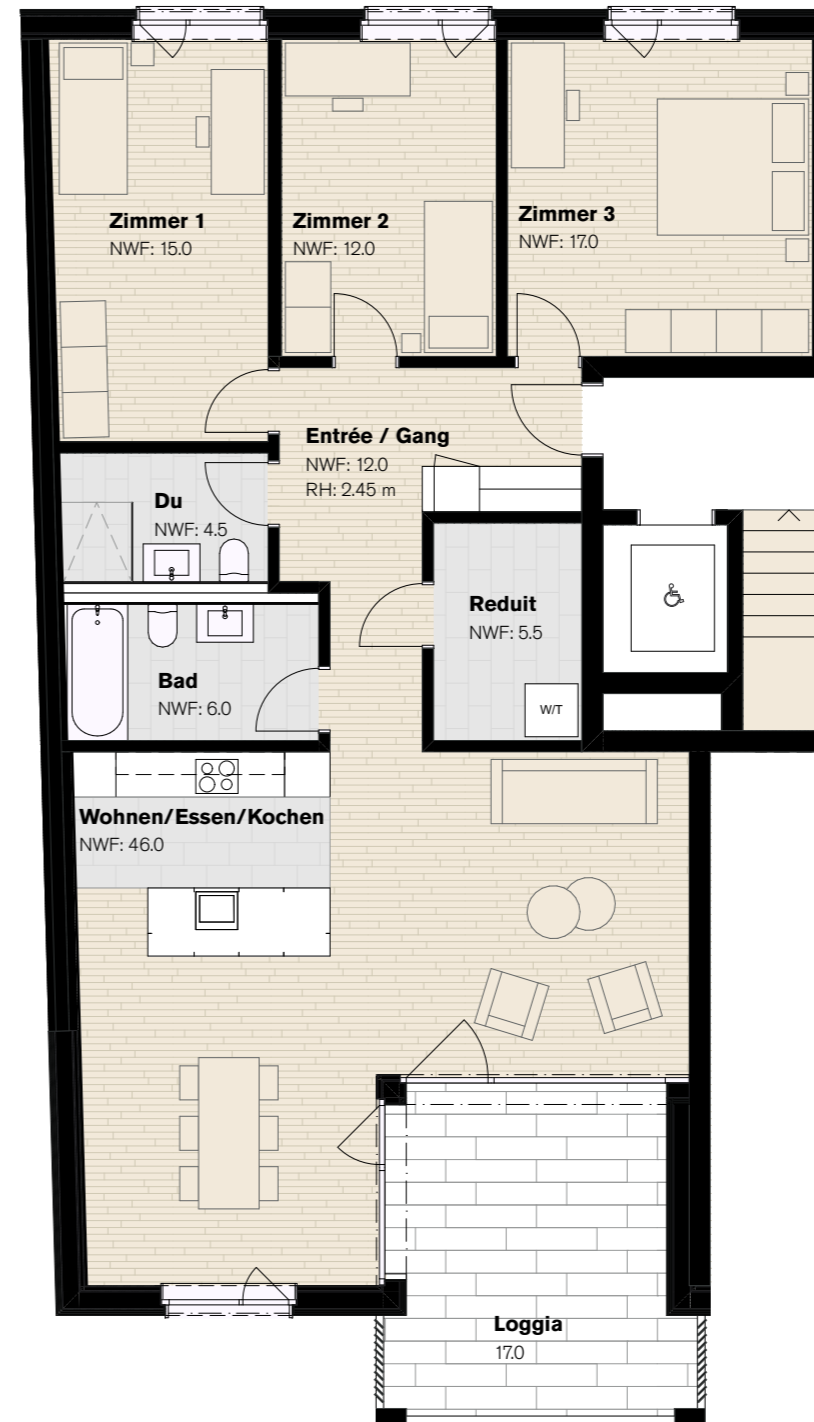 Zimmer 1
NWF: 15.0
Zimmer 2
NWF: 12.0
Zimmer 3
NWF: 17.0
Entrée / Gang
NWF: 12.0
RH: 2.45 m
Du
NWF: 4.5
Reduit
NWF: 5.5
Bad
NWF: 6.0
W/T
Wohnen/Essen/Kochen
NWF: 46.0
Loggia
17.0